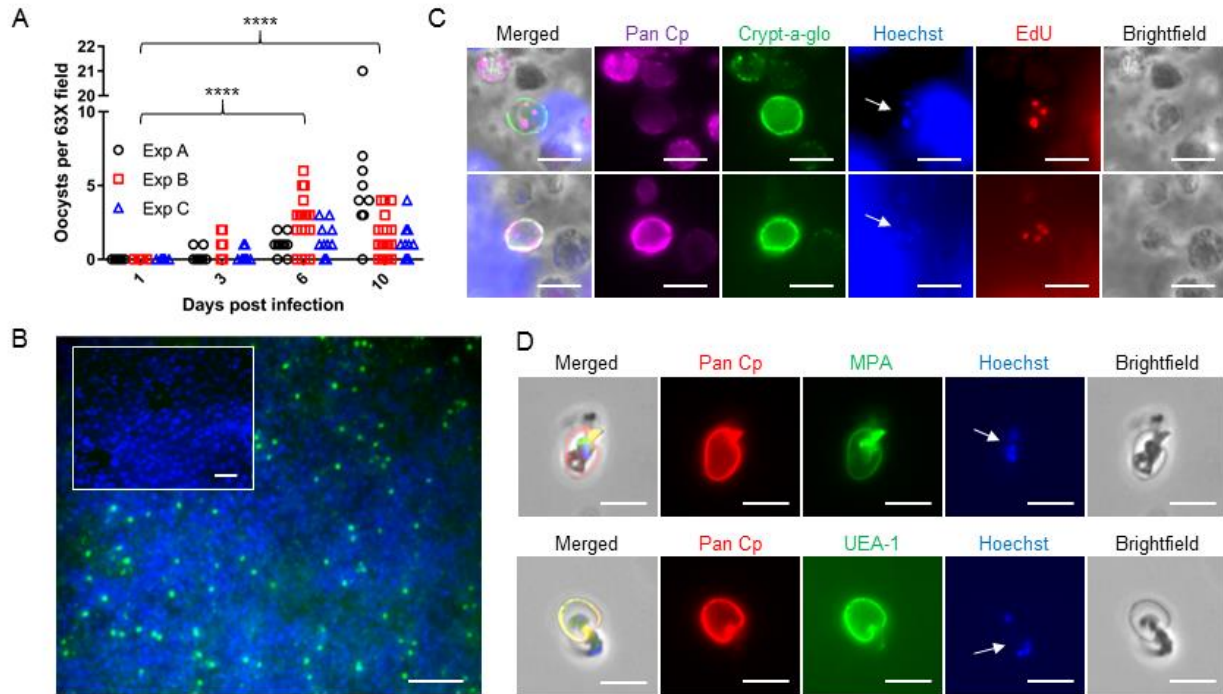 A
****
****
Oocysts per 63X field
22
21
20
10
5
0
Exp A
Exp B
Exp C
1 3 6 10
Days post infection
B
C
Merged Pan Cp Crypt-a-glo Hoechst EdU Brightfield
D
Merged Pan Cp MPA Hoechst Brightfield
Merged Pan Cp UEA-1 Hoechst Brightfield